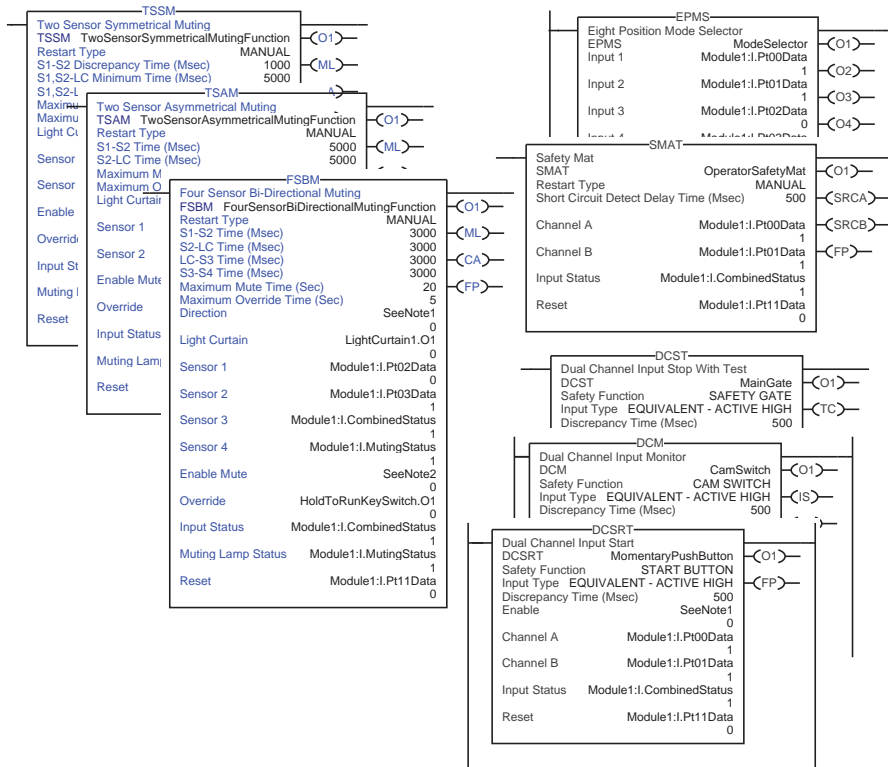 TSSM
Two Sensor Symmetrical Muting
TSSM TwoSensorSymmetricalMutingFunction
O1
Restart Type MANUAL
S1-S2 Discrepancy Time (Msec) 1000
ML
S1,S2-LC Minimum Time (Msec) 5000
S1,S2-L
Light Cu
Sensor
Sensor
Enable
Override
Input St
Muting
Reset
TSAM
Two Sensor Asymmetrical Muting
TSAM TwoSensorAsymmetricalMutingFunction
O1
Restart Type MANUAL
S1-S2 Time (Msec) 5000
ML
S2-LC Time (Msec) 5000
Maximum M
Maximum O
Light Curtai
Sensor 1
Sensor 2
Enable Mute
Override
Input Status
Muting Lam
Reset
FSBM
Four Sensor Bi-Directional Muting
FSBM FourSensorBiDirectionalMutingFunction
O1
Restart Type MANUAL
S1-S2 Time (Msec) 3000
ML
S2-LC Time (Msec) 3000
LC-S3 Time (Msec) 3000
CA
S3-S4 Time (Msec) 3000
Maximum Mute Time (Sec) 20
FP
Maximum Override Time (Sec) 5
Direction SeeNote1
0
Light Curtain LightCurtain1.O1
0
Sensor 1 Module1:I.Pt02Data
0
Sensor 2 Module1:I.Pt03Data
1
Sensor 3 Module1:I.CombinedStatus
1
Sensor 4 Module1:I.MutingStatus
1
Enable Mute SeeNote2
0
Override HoldToRunKeySwitch.O1
0
Input Status Module1:I.CombinedStatus
1
Muting Lamp Status Module1:I.MutingStatus
1
Reset Module1:I.Pt11Data
0
EPMS
Eight Position Mode Selector
EPMS ModeSelector
O1
Input 1 Module1:I.Pt00Data
1
O2
Input 2 Module1:I.Pt01Data
1
O3
Input 3 Module1:I.Pt02Data
0
O4
Input 4 Module1:I.Pt03Data
SMAT
Safety Mat
SMAT OperatorSafetyMat
O1
Restart Type MANUAL
Short Circuit Detect Delay Time (Msec) 500
SRCA
Channel A Module1:I.Pt00Data
SRCB
1
Channel B Module1:I.Pt01Data
FP
1
Input Status Module1:I.CombinedStatus
1
Reset Module1:I.Pt11Data
0
DCST
Dual Channel Input Stop With Test
DCST MainGate
O1
Safety Function SAFETY GATE
Input Type EQUIVALENT - ACTIVE HIGH
TC
Discrepancy Time (Msec) 500
DCM
Dual Channel Input Monitor
DCM CamSwitch
O1
Safety Function CAM SWITCH
Input Type EQUIVALENT - ACTIVE HIGH
IS
Discrepancy Time (Msec) 500
DCSRT
Dual Channel Input Start
DCSRT MomentaryPushButton
O1
Safety Function START BUTTON
Input Type EQUIVALENT - ACTIVE HIGH
FP
Discrepancy Time (Msec) 500
Enable SeeNote1
0
Channel A Module1:I.Pt00Data
1
Channel B Module1:I.Pt01Data
1
Input Status Module1:I.CombinedStatus
1
Reset Module1:I.Pt11Data
0